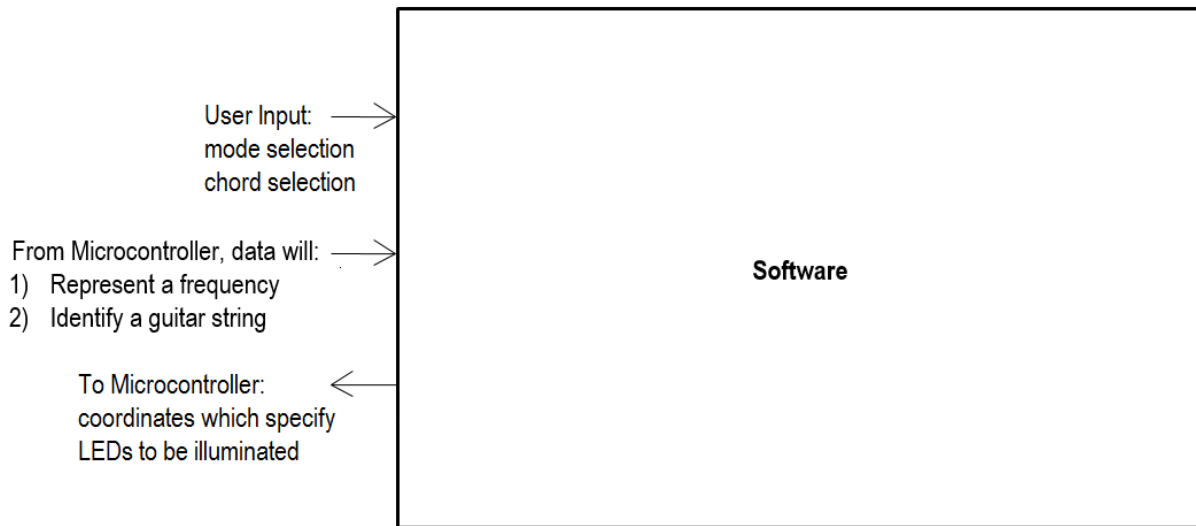 User Input:
mode selection
chord selection
From Microcontroller, data will:
1) Represent a frequency
2) Identify a guitar string
Software
To Microcontroller:
coordinates which specify
LEDs to be illuminated